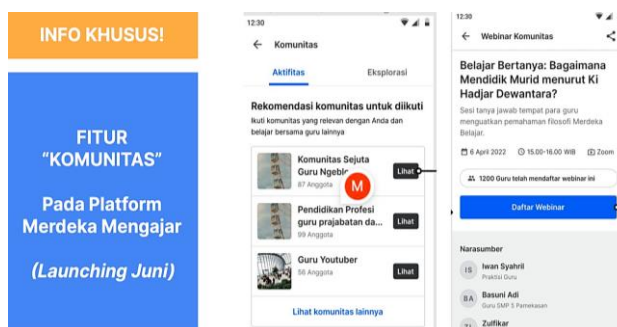 INFO KHUSUS!
FITUR
“KOMUNITAS”
Pada Platform
Merdeka Mengajar
(Launching Juni)
12:30
Komunitas
Aktifitas
Eksplorasi
Rekomendasi komunitas untuk diikuti
Ikuti komunitas yang relevan dengan Anda dan
belajar bersama guru lainnya
Komunitas Sejuta
Guru Ngeblo
87 Anggota
Lihat
M
Pendidikan Profesi
guru prajabatan da...
99 Anggota
Lihat
Guru Youtuber
56 Anggota
Lihat
Lihat komunitas lainnya
12:30
Webinar Komunitas
Belajar Bertanya: Bagaimana
Mendidik Murid menurut Ki
Hadjar Dewantara?
Sesi tanya jawab tempat para guru
menguatkan pemahaman filosofi Merdeka
Belajar.
6 April 2022
15.00-16.00 WIB
Zoom
1200 Guru telah mendaftar webinar ini
Daftar Webinar
Narasumber
IS
Iwan Syahril
Praktisi Guru
BA
Basuni Adi
Guru SMP 5 Pamekasan
Zulfikar